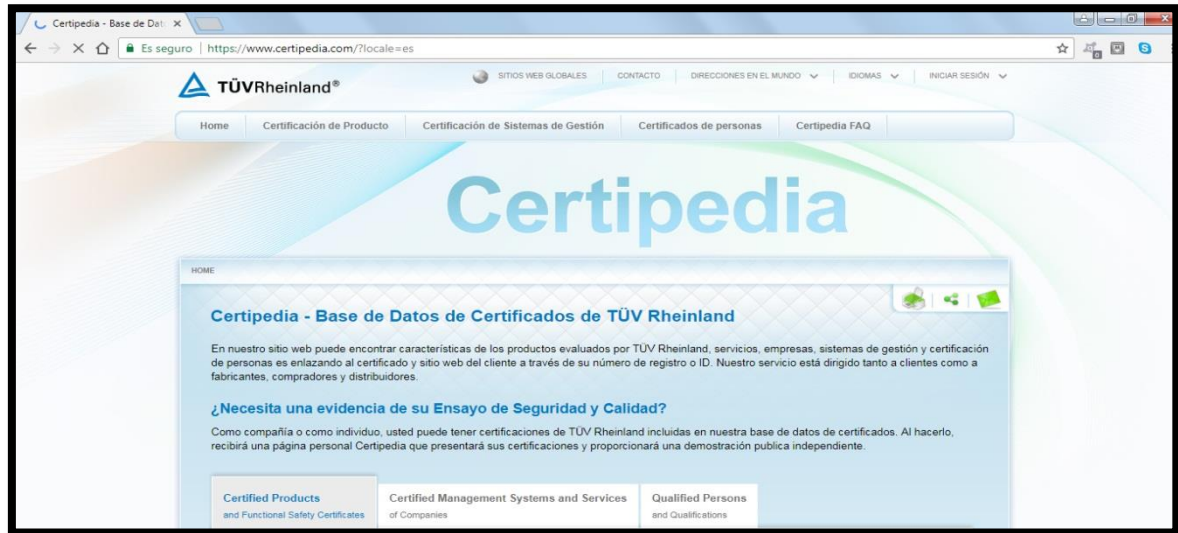 Certipedia - Base de Dat
Es seguro | https://www.certipedia.com/?locale=es
TÜVRheinland®
SITIOS WEB GLOBALES CONTACTO DIRECCIONES EN EL MUNDO IDIOMAS INICIAR SESIÓN
Home Certificación de Producto Certificación de Sistemas de Gestión Certificados de personas Certipedia FAQ
Certipedia
HOME
Certipedia - Base de Datos de Certificados de TÜV Rheinland
En nuestro sitio web puede encontrar características de los productos evaluados por TÜV Rheinland, servicios, empresas, sistemas de gestión y certificación
de personas es enlazando al certificado y sitio web del cliente a través de su número de registro o ID. Nuestro servicio está dirigido tanto a clientes como a
fabricantes, compradores y distribuidores.
¿Necesita una evidencia de su Ensayo de Seguridad y Calidad?
Como compañía o como individuo, usted puede tener certificaciones de TÜV Rheinland incluidas en nuestra base de datos de certificados. Al hacerlo,
recibirá una página personal Certipedia que presentará sus certificaciones y proporcionará una demostración publica independiente.
Certified Products Certified Management Systems and Services Qualified Persons
and Functional Safety Certificates of Companies and Qualifications